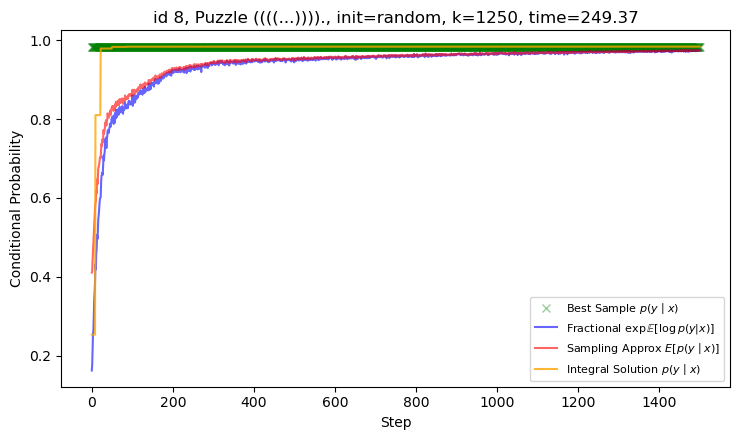 id 8, Puzzle ((((...))))., init=random, k=1250, time=249.37
Conditional Probability
1.0
0.8
0.6
0.4
0.2
Best Sample p(y | x)
Fractional exp 𝔼[log p(y|x)]
Sampling Approx E[p(y | x)]
Integral Solution p(y | x)
0 200 400 600 800 1000 1200 1400
Step